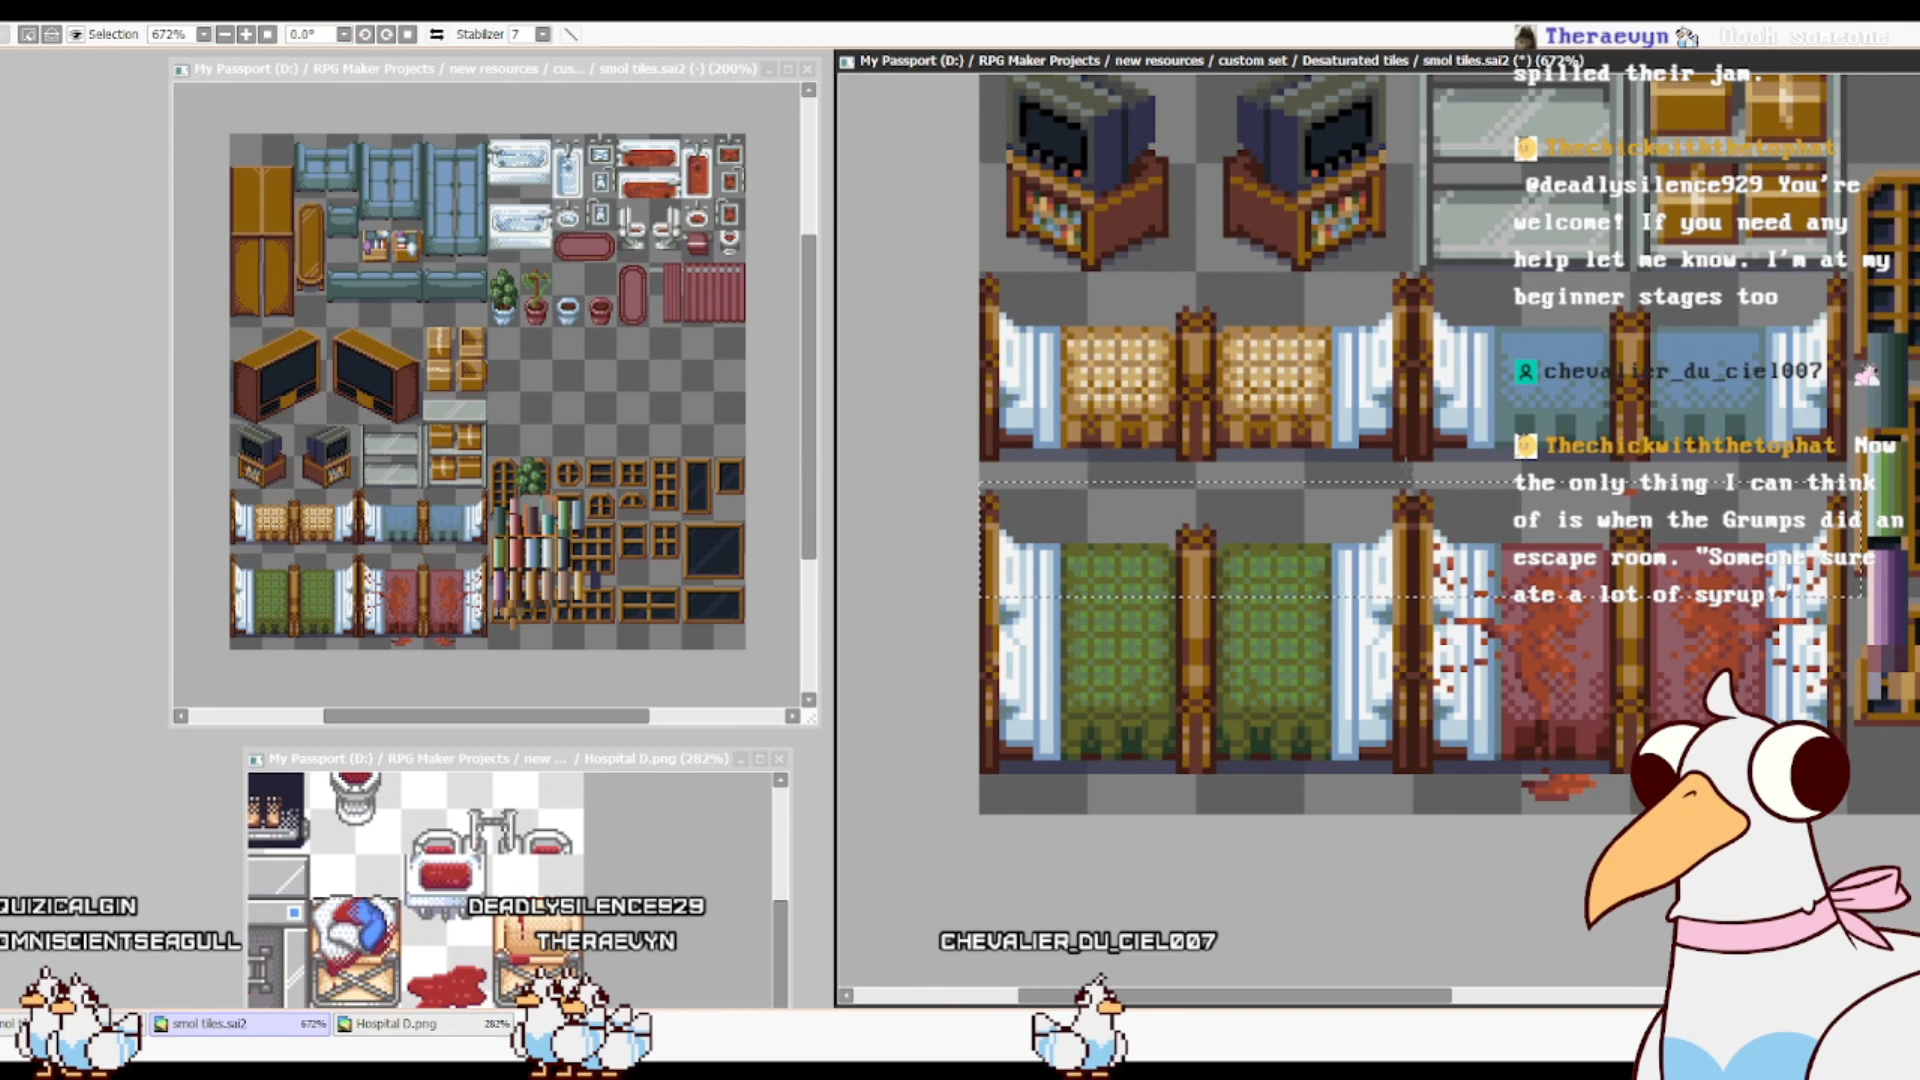 Selection 672% 0.0° Stabilizer 7
Theraevyn Oooh someone
My Passport (D:) / RPG Maker Projects / new resources / cus... / smol tiles.sai2 (-) (200%)
My Passport (D:) / RPG Maker Projects / new resources / custom set / Desaturated tiles / smol tiles.sai2 (*) (672%)
spilled their jam.
Thechickwiththetophat
@deadlysilence929 You're
welcome! If you need any
help let me know. I'm at my
beginner stages too
chevalier_du_ciel007
Thechickwiththetophat Now
the only thing I can think
of is when the Grumps did an
escape room. "Someone sure
ate a lot of syrup!
My Passport (D:) / RPG Maker Projects / new ... / Hospital D.png (282%)
QUIZICALGIN
OMNISCIENTSEAGULL
DEADLYSILENCE929
THERAEVYN
CHEVALIER_DU_CIEL007
smol tiles.sai2 672% Hospital D.png 282%